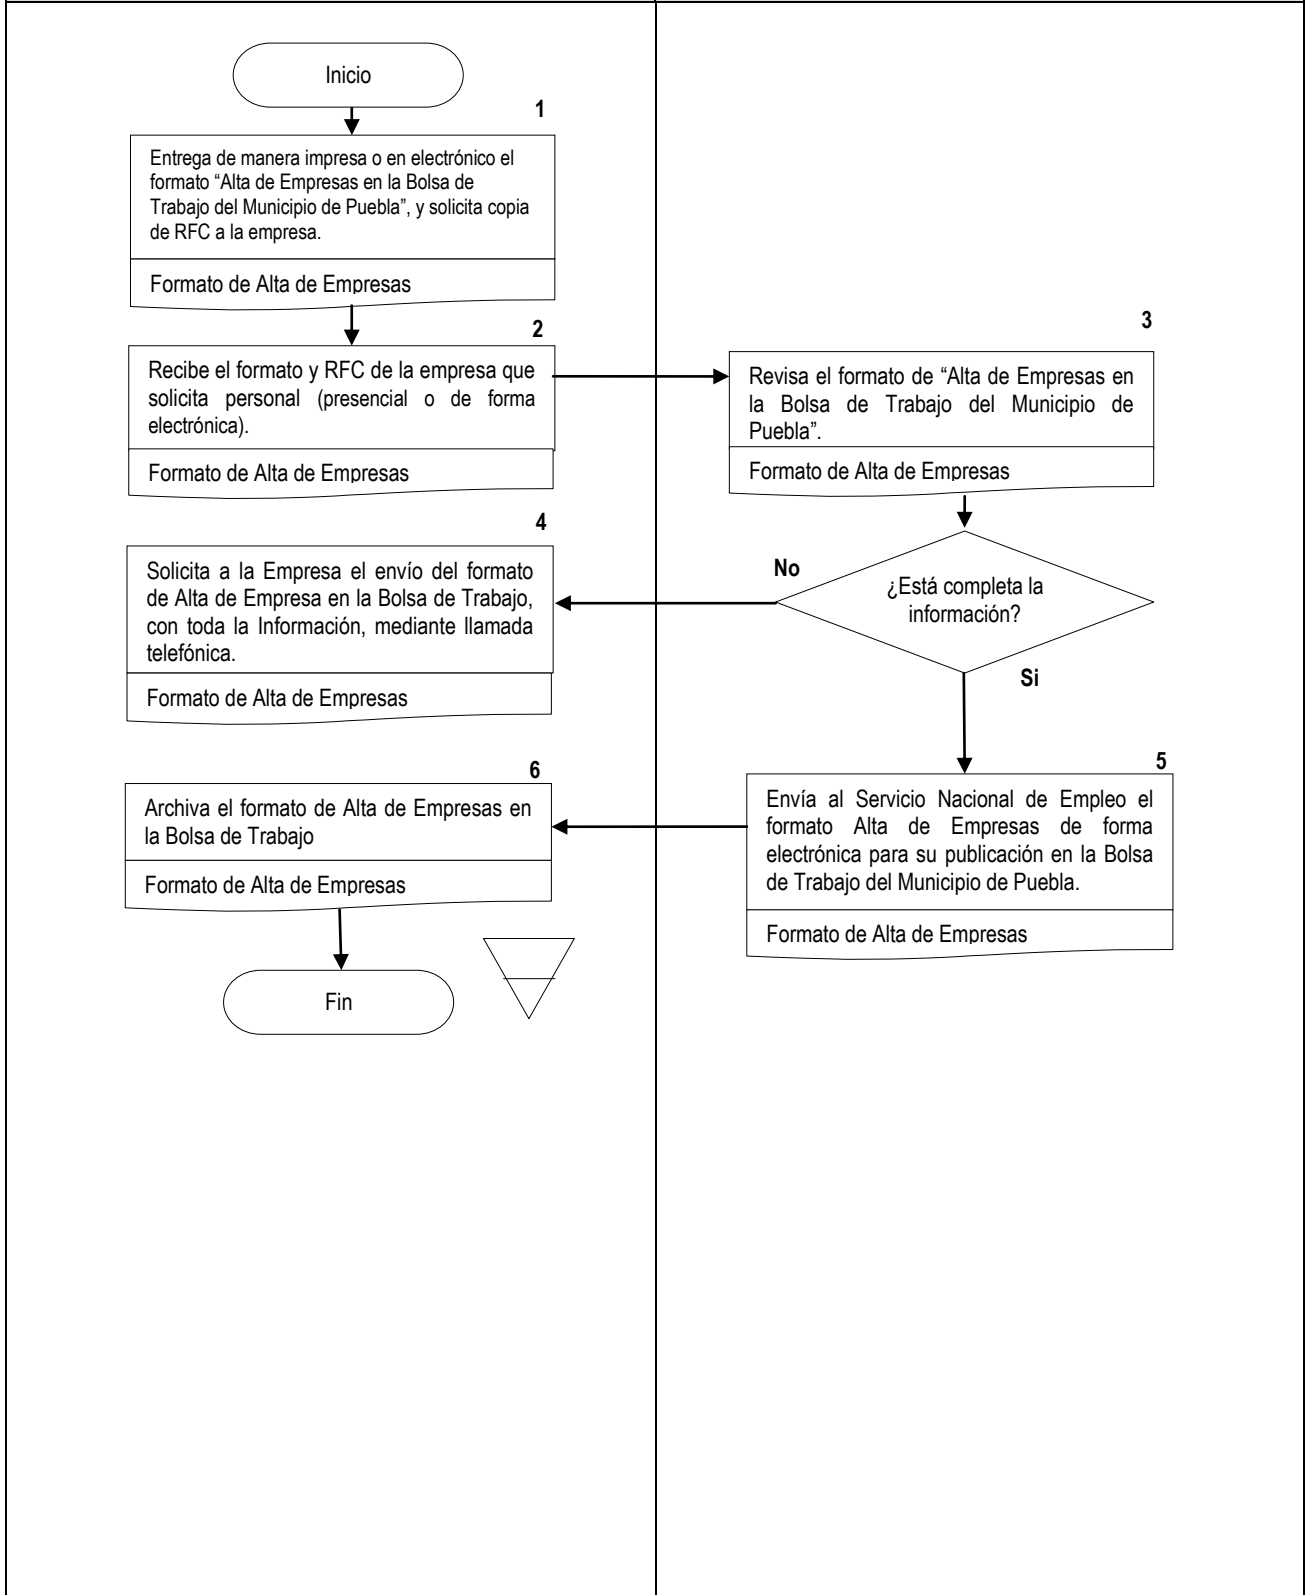 Inicio
1
Entrega de manera impresa o en electrónico el
formato “Alta de Empresas en la Bolsa de
Trabajo del Municipio de Puebla”, y solicita copia
de RFC a la empresa.
Formato de Alta de Empresas
2
Recibe el formato y RFC de la empresa que
solicita personal (presencial o de forma
electrónica).
Formato de Alta de Empresas
3
Revisa el formato de “Alta de Empresas en
la Bolsa de Trabajo del Municipio de
Puebla”.
Formato de Alta de Empresas
¿Está completa la
información?
No
Si
4
Solicita a la Empresa el envío del formato
de Alta de Empresa en la Bolsa de Trabajo,
con toda la Información, mediante llamada
telefónica.
Formato de Alta de Empresas
5
Envía al Servicio Nacional de Empleo el
formato Alta de Empresas de forma
electrónica para su publicación en la Bolsa
de Trabajo del Municipio de Puebla.
Formato de Alta de Empresas
6
Archiva el formato de Alta de Empresas en
la Bolsa de Trabajo
Formato de Alta de Empresas
Fin